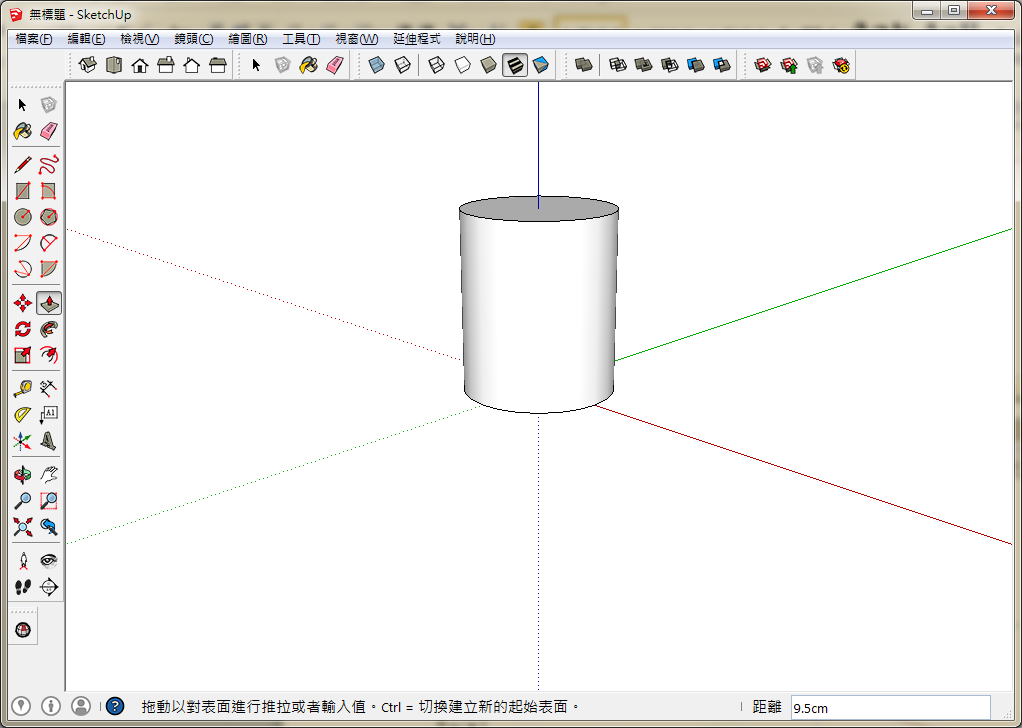 無標題 - SketchUp
檔案(F) 編輯(E) 檢視(V) 鏡頭(C) 繪圖(R) 工具(T) 視窗(W) 延伸程式 說明(H)
A1
拖動以對表面進行推拉或者輸入值。Ctrl = 切換建立新的起始表面。
距離 9.5cm